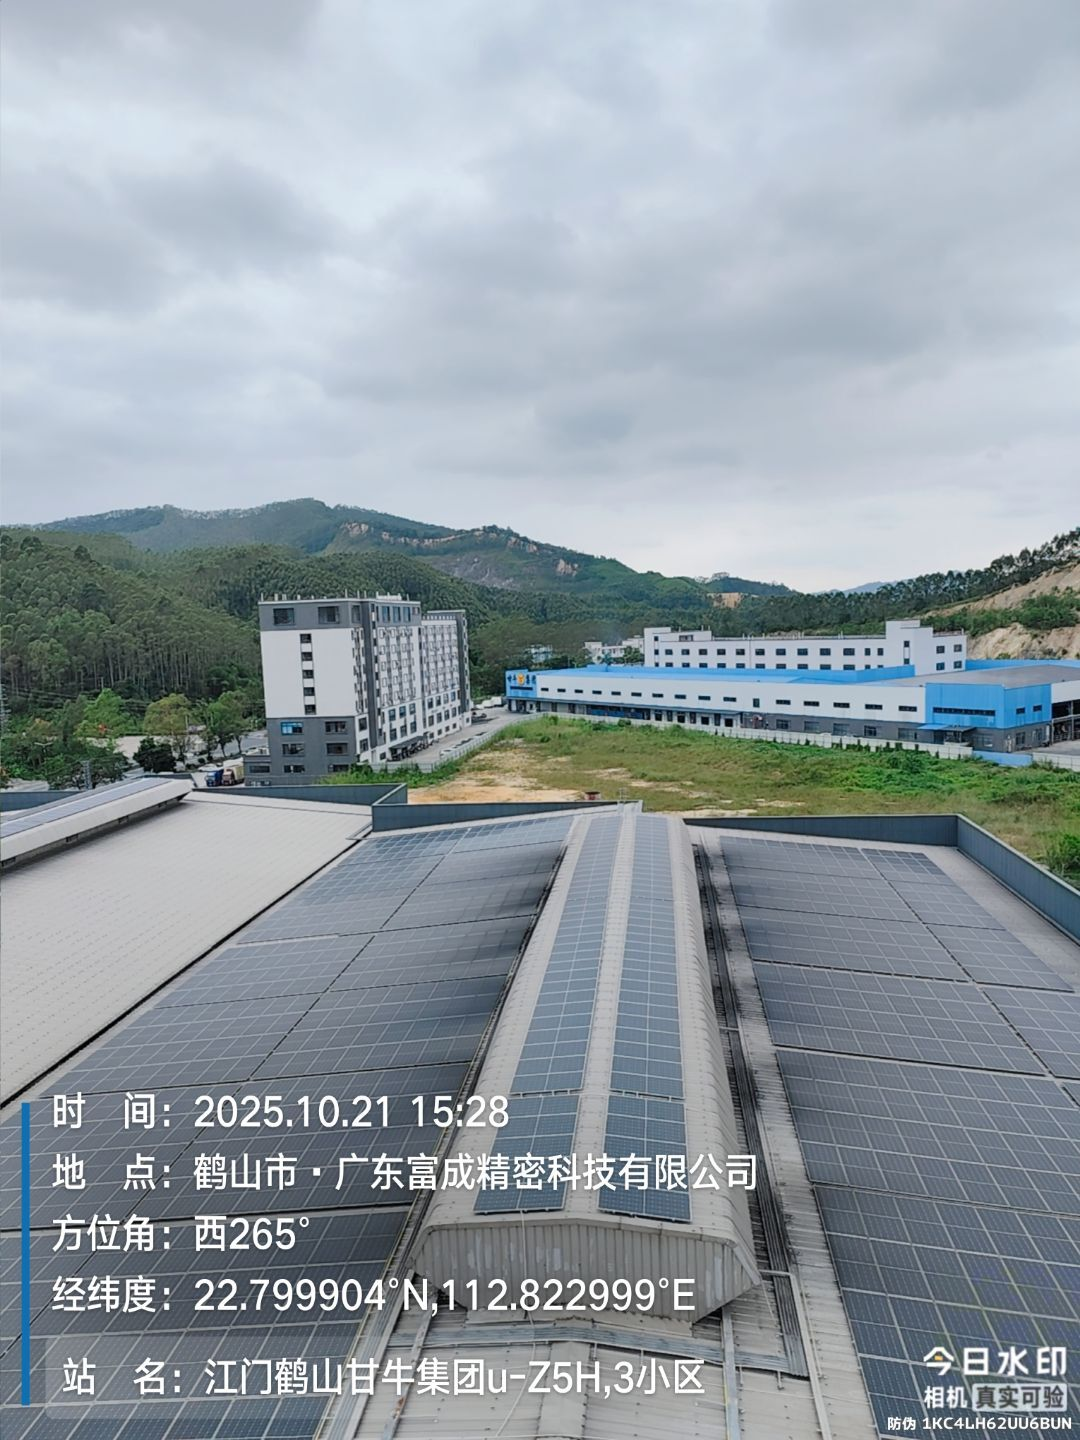 时 间：2025.10.21 15:28
地 点：鹤山市·广东富成精密科技有限公司
方位角：西265°
经纬度：22.799904°N,112.822999°E
站 名：江门鹤山甘牛集团u-Z5H,3小区
今日水印
相机 真实可验
防伪 1KC4LH62UU6BUN